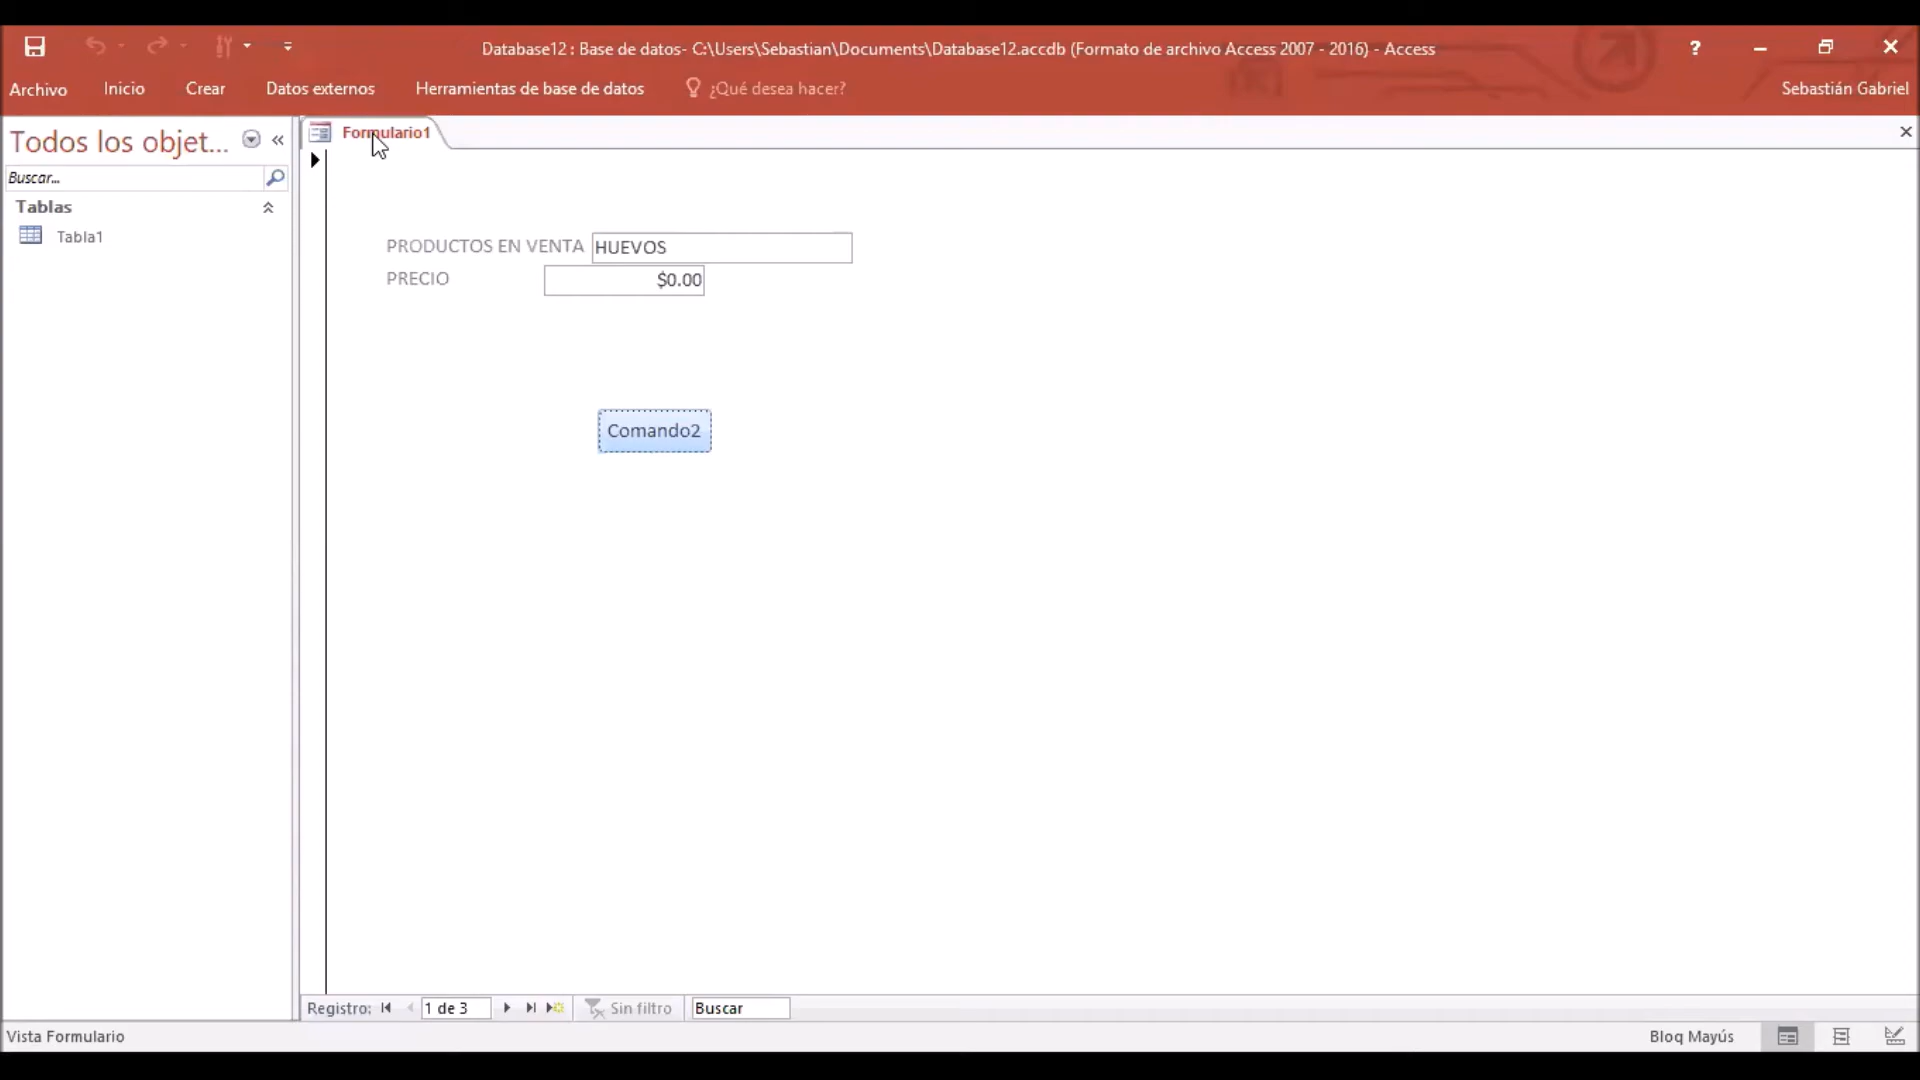 Database12 : Base de datos- C:\Users\Sebastian\Documents\Database12.accdb (Formato de archivo Access 2007 - 2016) - Access
?
Archivo Inicio Crear Datos externos Herramientas de base de datos ¿Qué desea hacer? Sebastián Gabriel
Todos los objet... «
Formulario1
Buscar...
Tablas
Tabla1
PRODUCTOS EN VENTA HUEVOS
PRECIO $0.00
Comando2
Registro: 1 de 3 Sin filtro Buscar
Vista Formulario Bloq Mayús